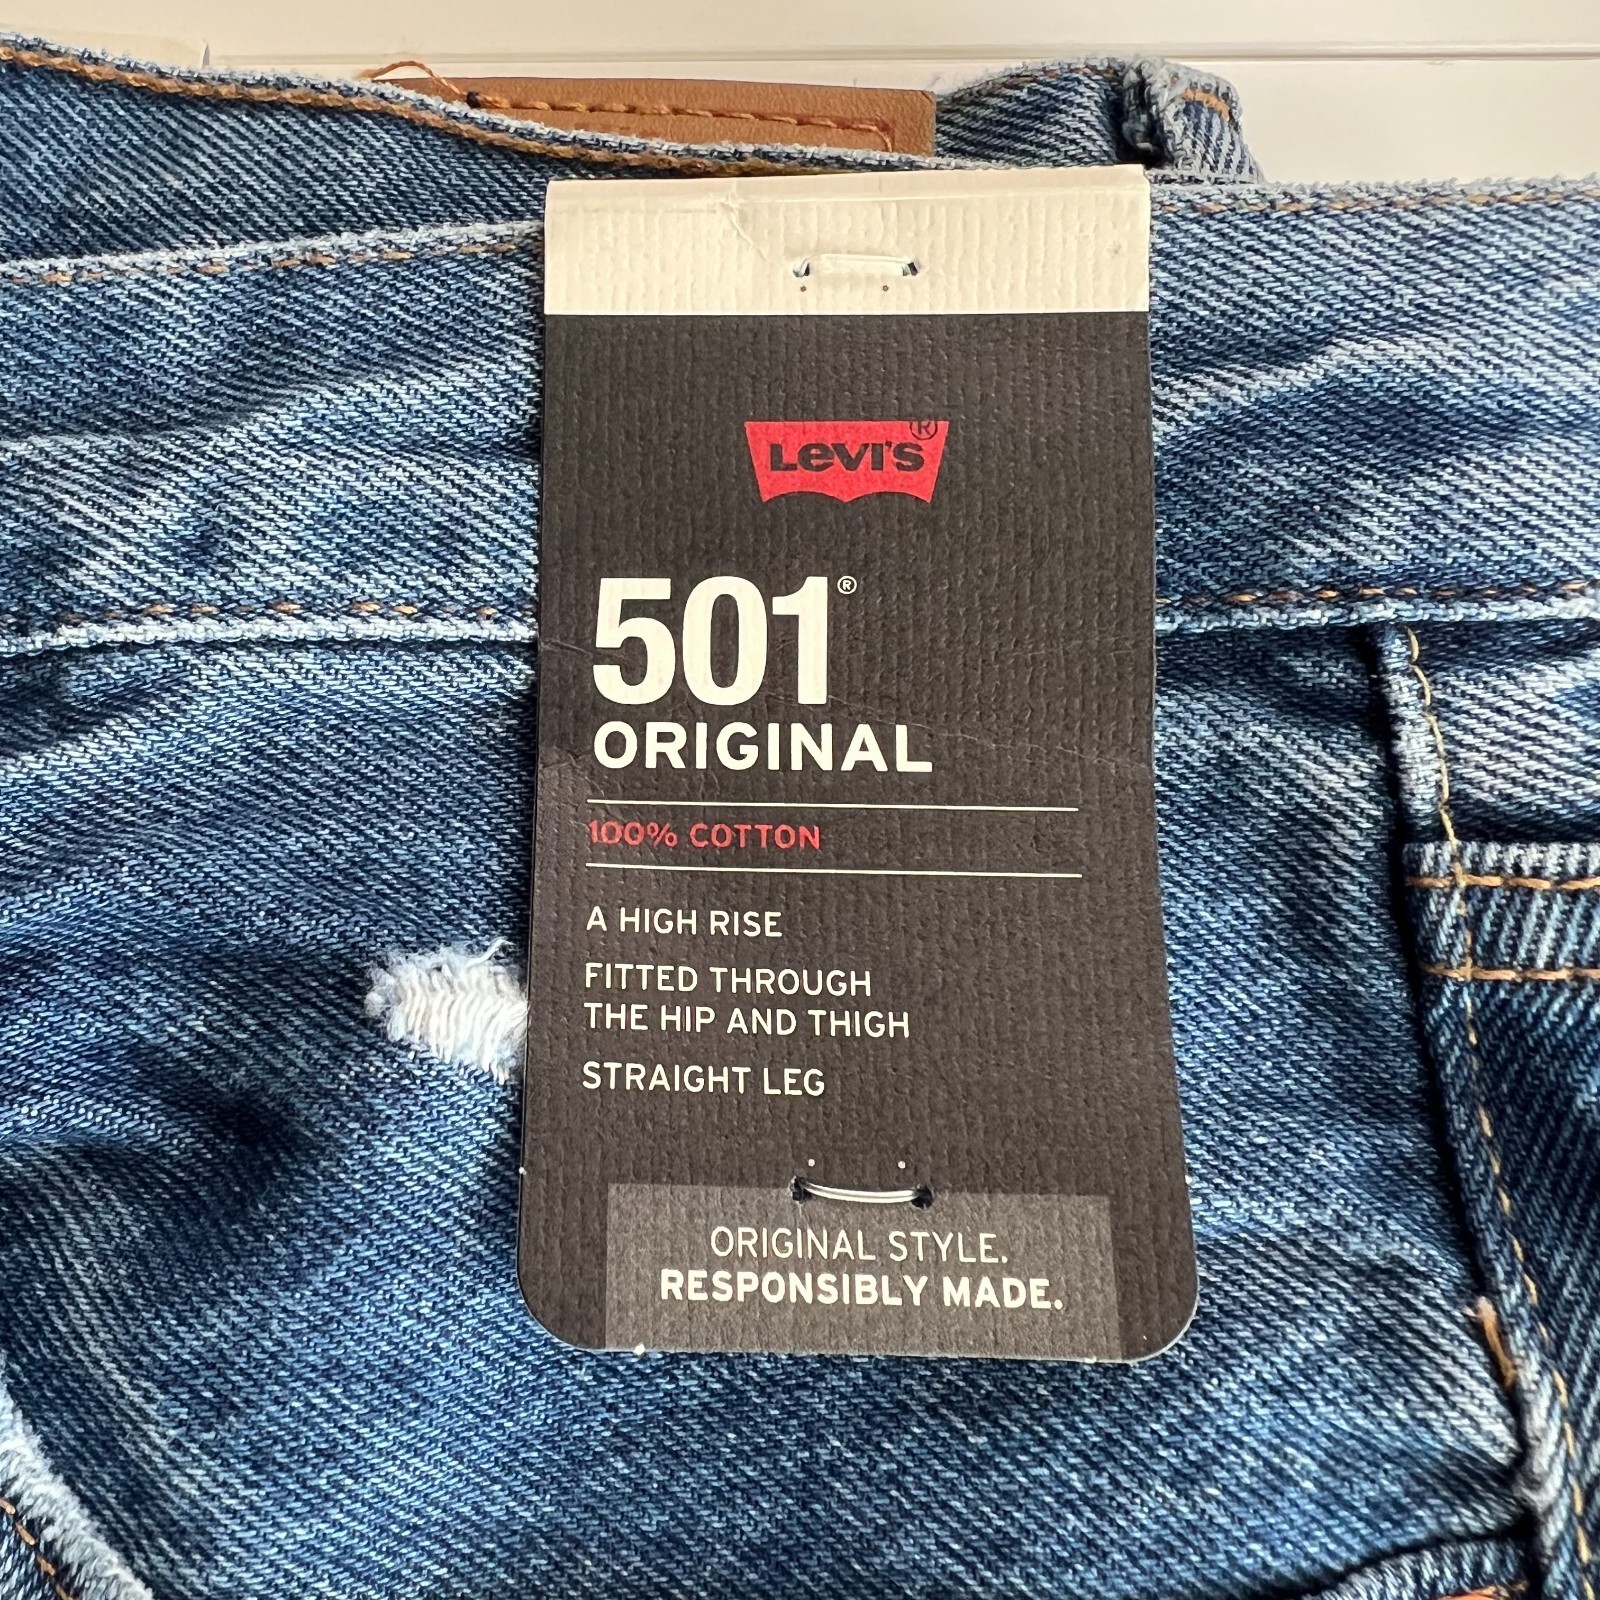 LEVI'S®
501®
ORIGINAL
100% COTTON
A HIGH RISE
FITTED THROUGH
THE HIP AND THIGH
STRAIGHT LEG
ORIGINAL STYLE.
RESPONSIBLY MADE.